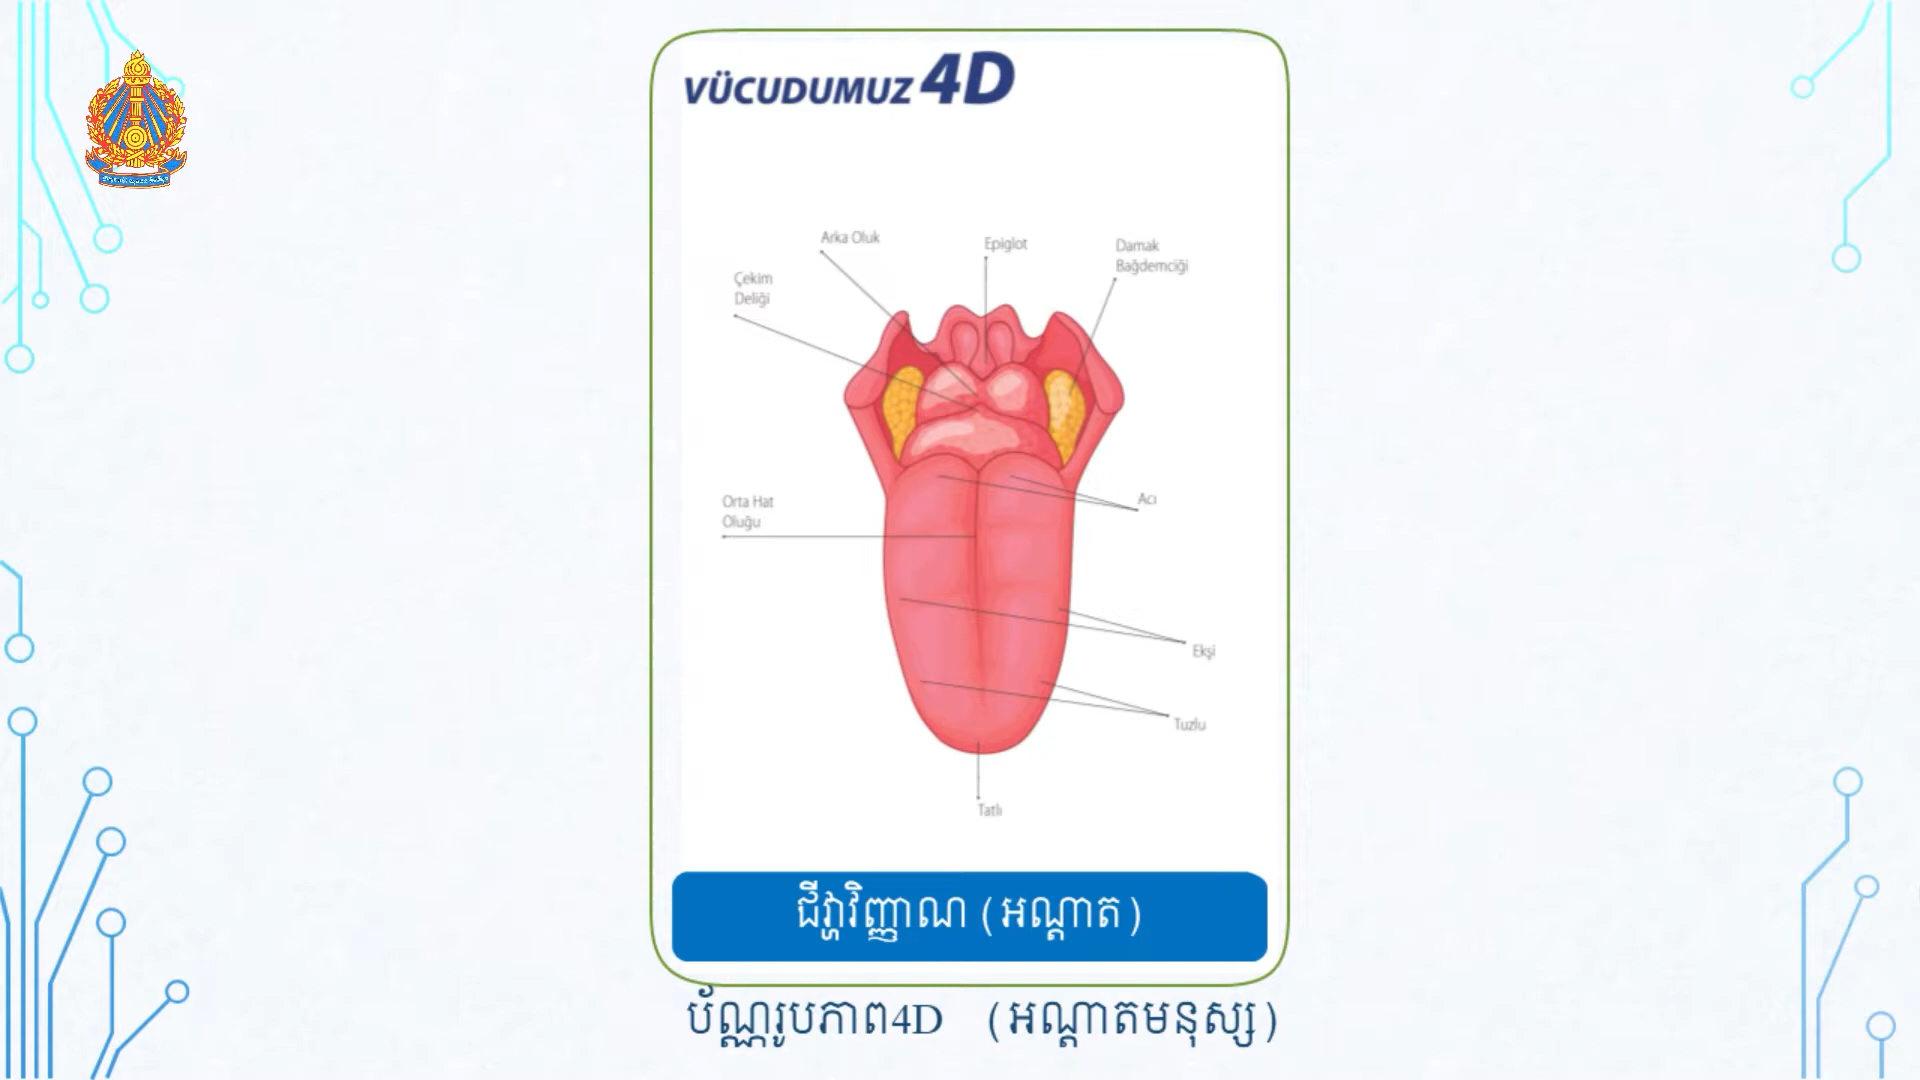 VÜCUDUMUZ 4D
Arka Oluk
Epiglot
Damak
Bağdemciği
Çekim
Deliği
Orta Hat
Oluğu
Acı
Ekşi
Tuzlu
Tatlı
ជីវ្ហាវិញ្ញាណ (អណ្តាត)
ប័ណ្ណរូបភាព4D (អណ្តាតមនុស្ស)